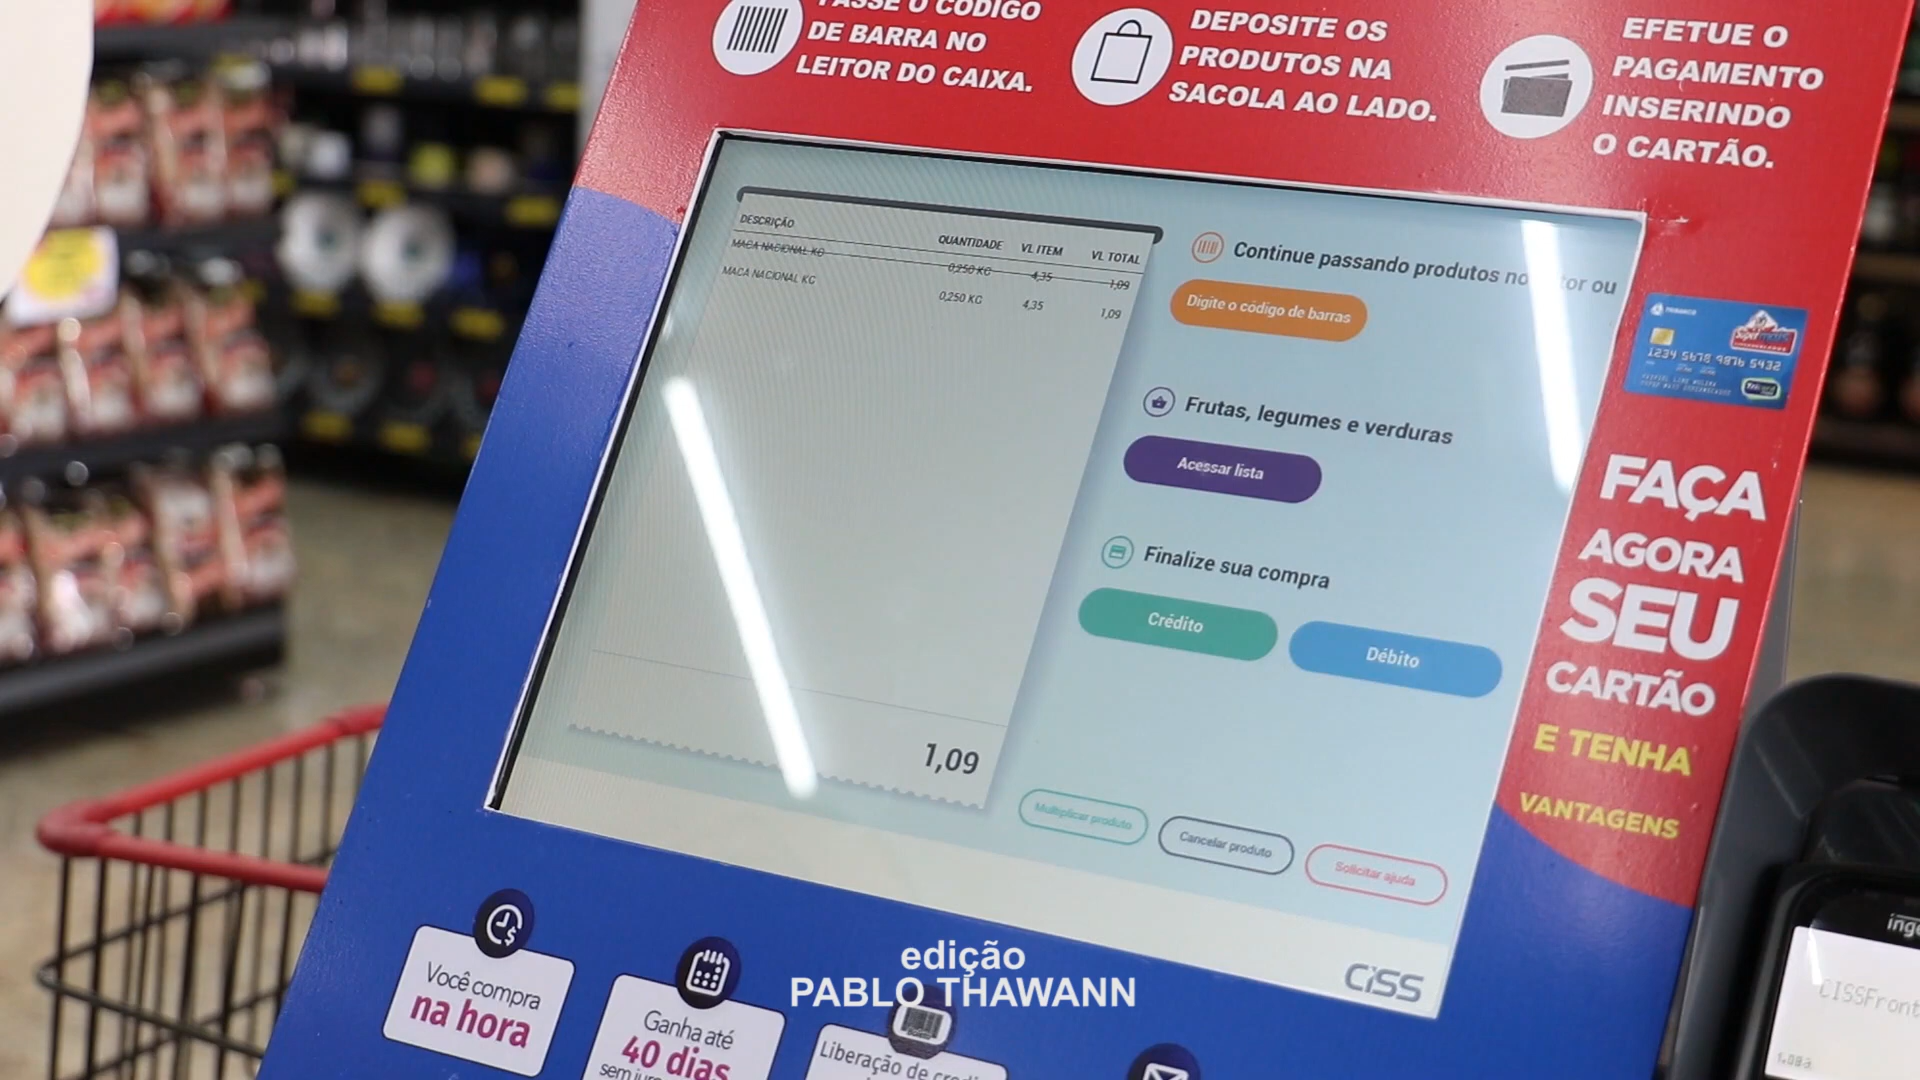 PASSE O CÓDIGO
DE BARRA NO
LEITOR DO CAIXA.
DEPOSITE OS
PRODUTOS NA
SACOLA AO LADO.
EFETUE O
PAGAMENTO
INSERINDO
O CARTÃO.
DESCRIÇÃO QUANTIDADE VL ITEM VL TOTAL
MACA NACIONAL KG 0,250 KG 4,35 1,09
MACA NACIONAL KG 0,250 KG 4,35 1,09
1,09
Continue passando produtos no ou
Digite o código de barras
Frutas, legumes e verduras
Acessar lista
Finalize sua compra
Crédito
Débito
Multiplicar produto
Cancelar produto
Solicitar ajuda
CISS
1234 5678 9876 5432
FAÇA
AGORA
SEU
CARTÃO
E TENHA
VANTAGENS
Você compra
na hora
Ganha até
40 dias
Liberação de
edição
PABLO THAWANN
CISSFront